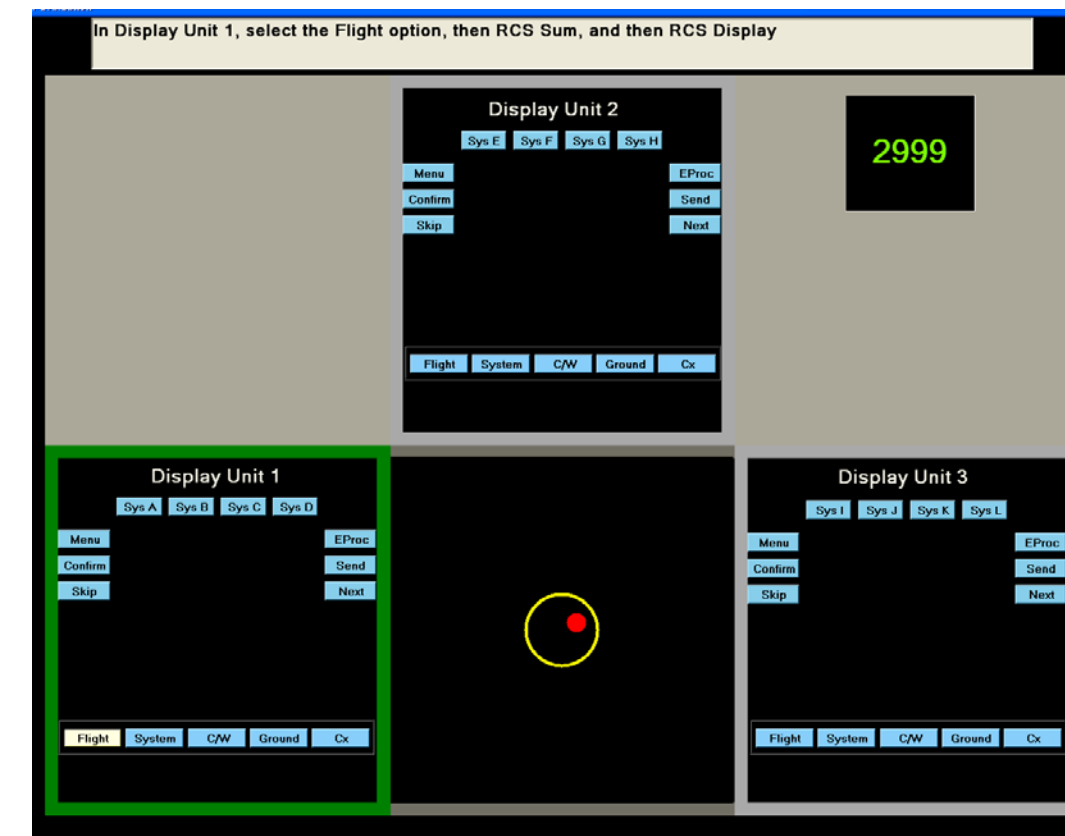 In Display Unit 1, select the Flight option, then RCS Sum, and then RCS Display
Display Unit 2
Sys E Sys F Sys G Sys H
Menu EProc
Confirm Send
Skip Next
Flight System C/W Ground Cx
2999
Display Unit 1
Sys A Sys B Sys C Sys D
Menu EProc
Confirm Send
Skip Next
Flight System C/W Ground Cx
Display Unit 3
Sys I Sys J Sys K Sys L
Menu EProc
Confirm Send
Skip Next
Flight System C/W Ground Cx